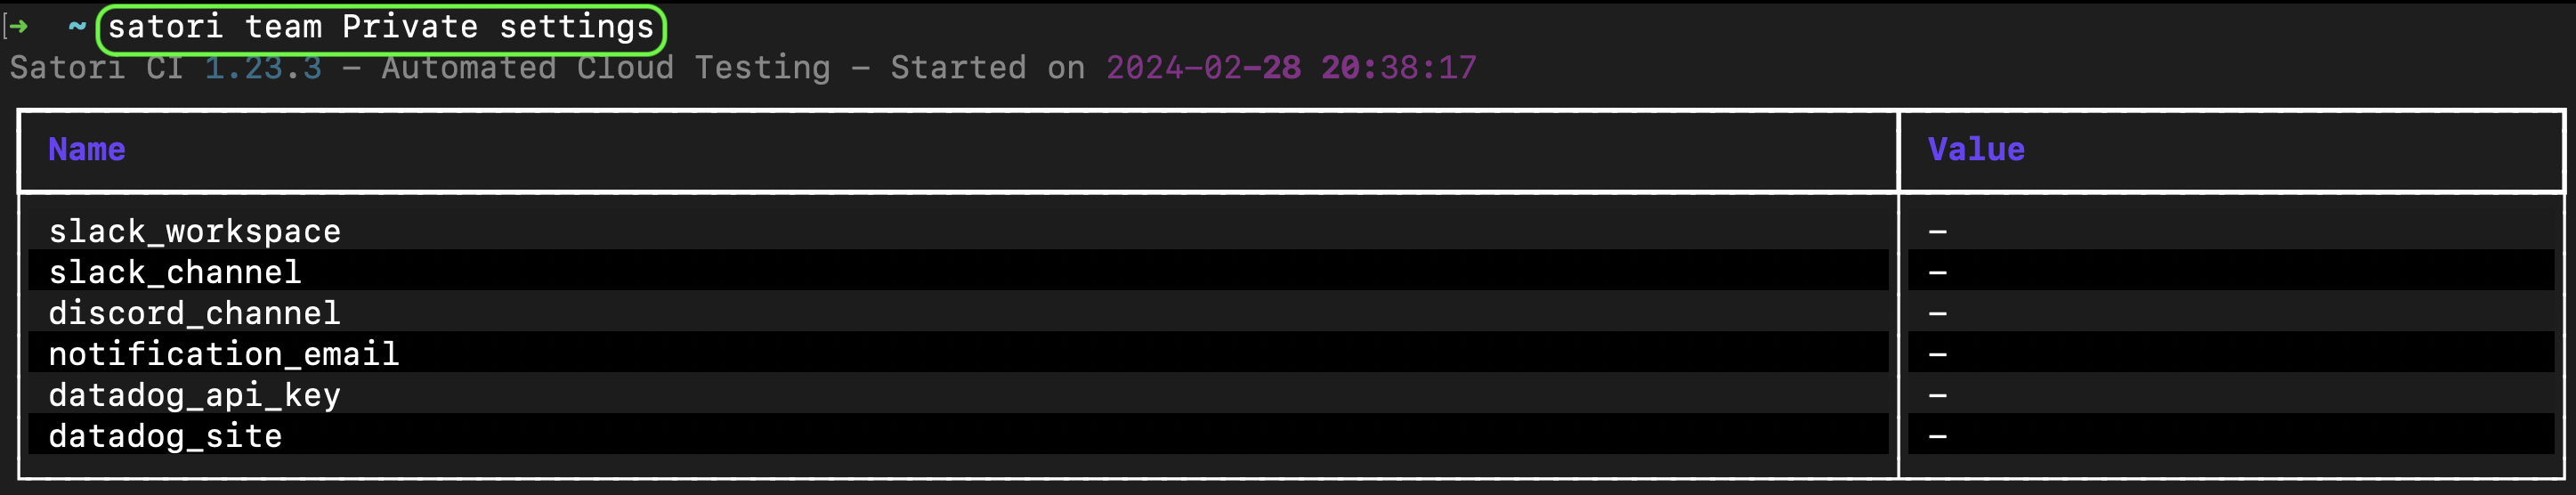 [➜ ~ satori team Private settings
Satori CI 1.23.3 – Automated Cloud Testing – Started on 2024-02-28 20:38:17
Name Value
slack_workspace –
slack_channel –
discord_channel –
notification_email –
datadog_api_key –
datadog_site –